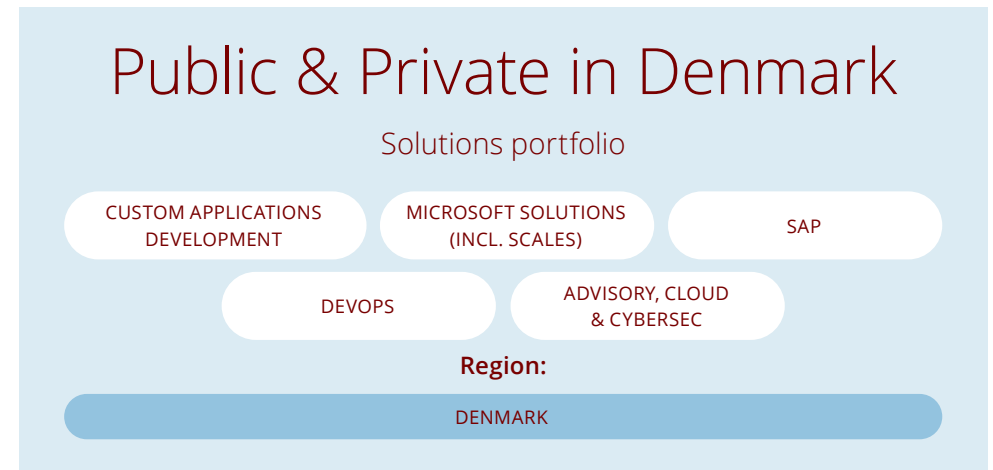 Public & Private in Denmark
Solutions portfolio
CUSTOM APPLICATIONS
DEVELOPMENT
MICROSOFT SOLUTIONS
(INCL. SCALES)
SAP
DEVOPS
ADVISORY, CLOUD
& CYBERSEC
Region:
DENMARK